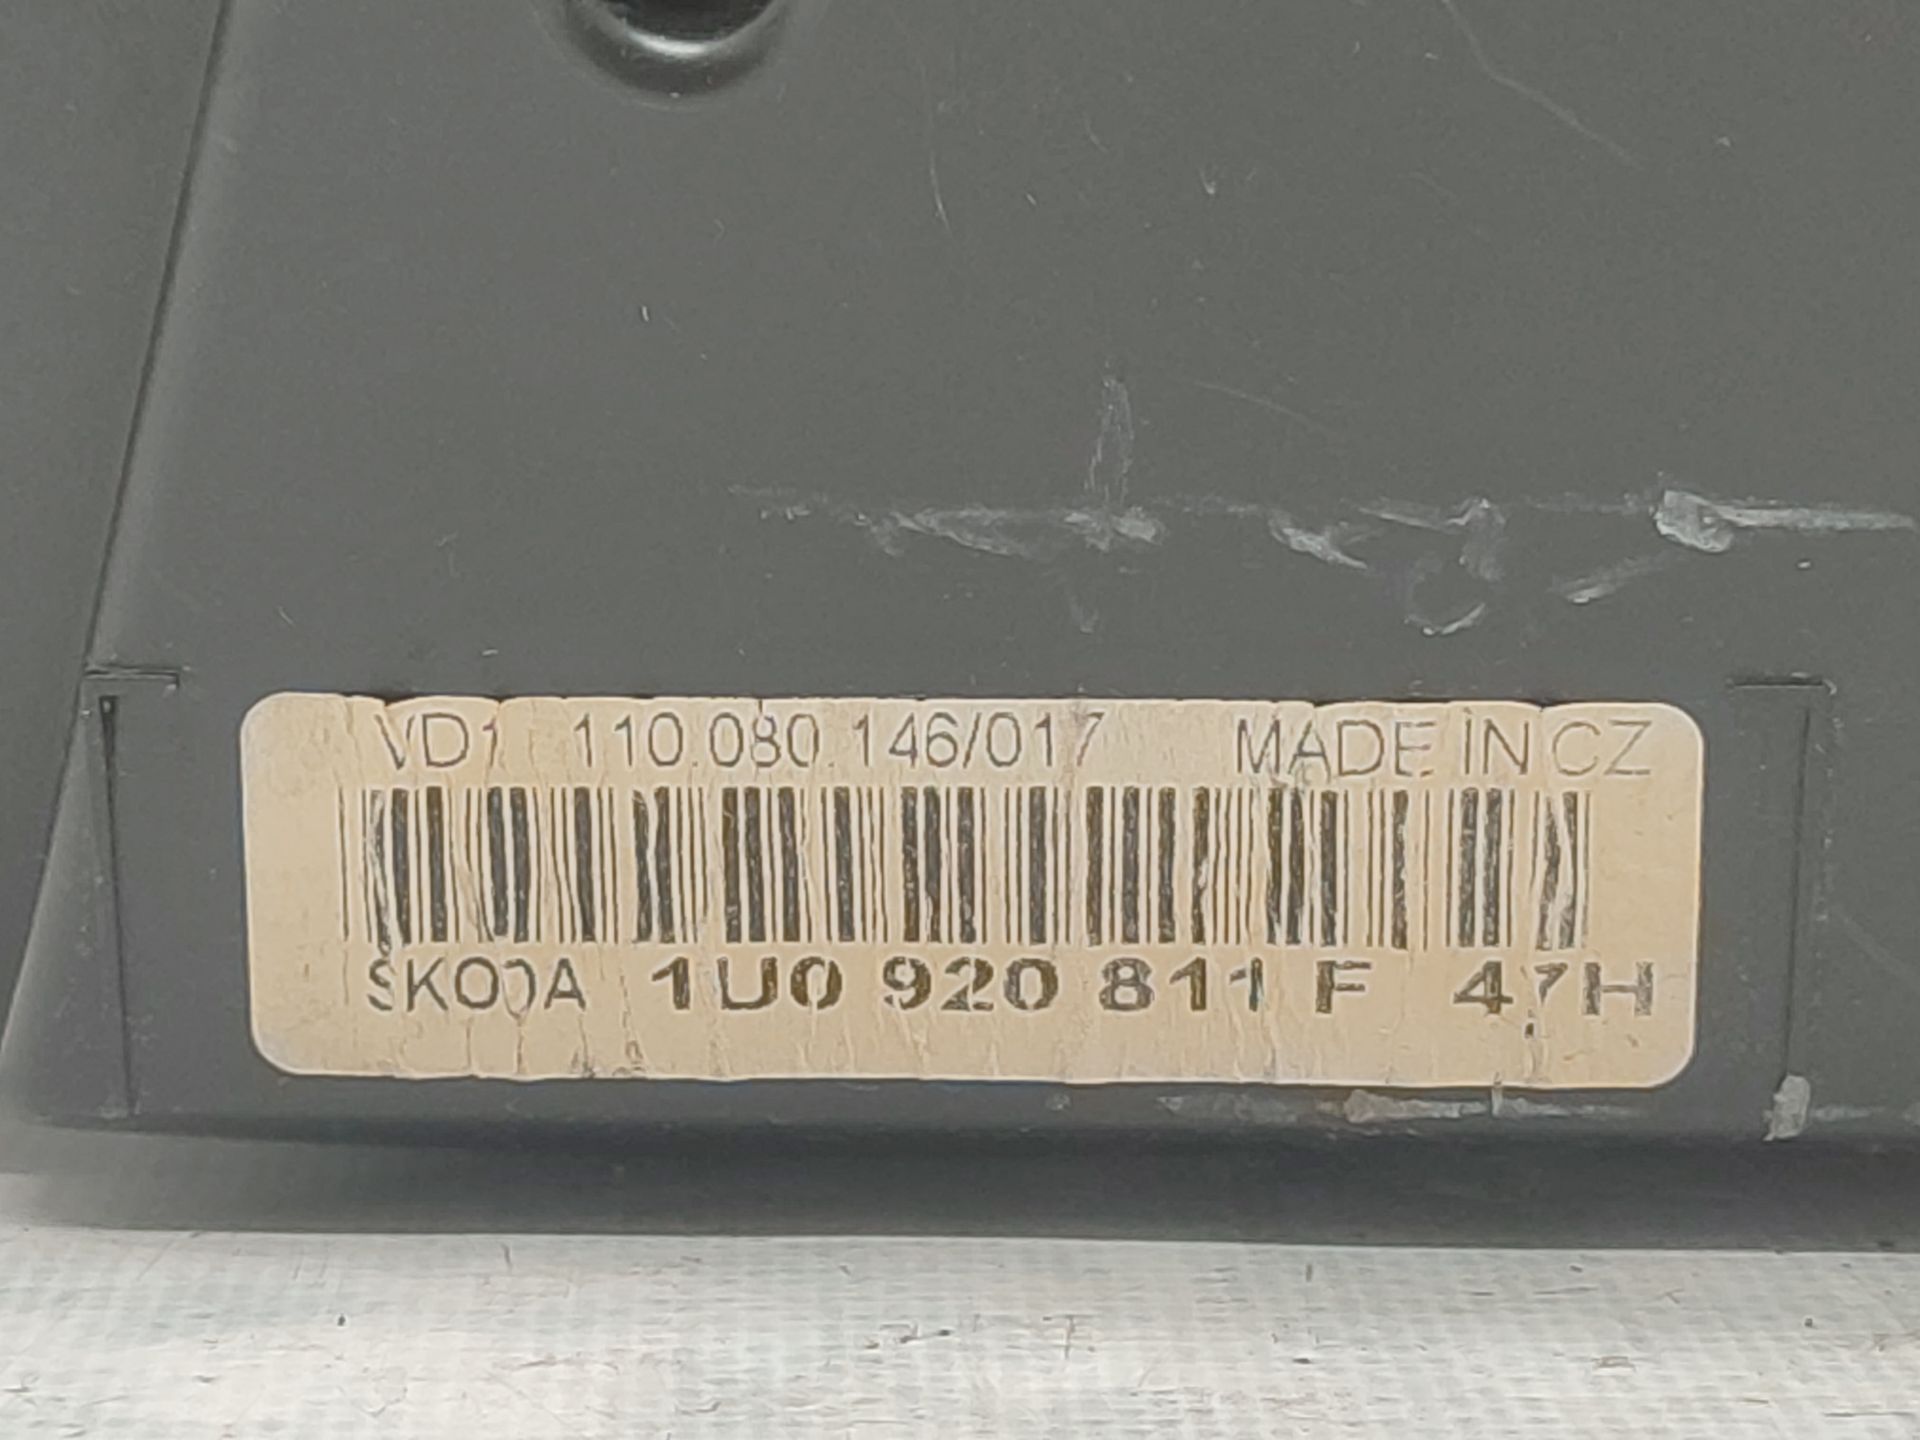 VD1 110.080.146/017 MADE IN CZ
SKODA 1U0 920 811 F 47H